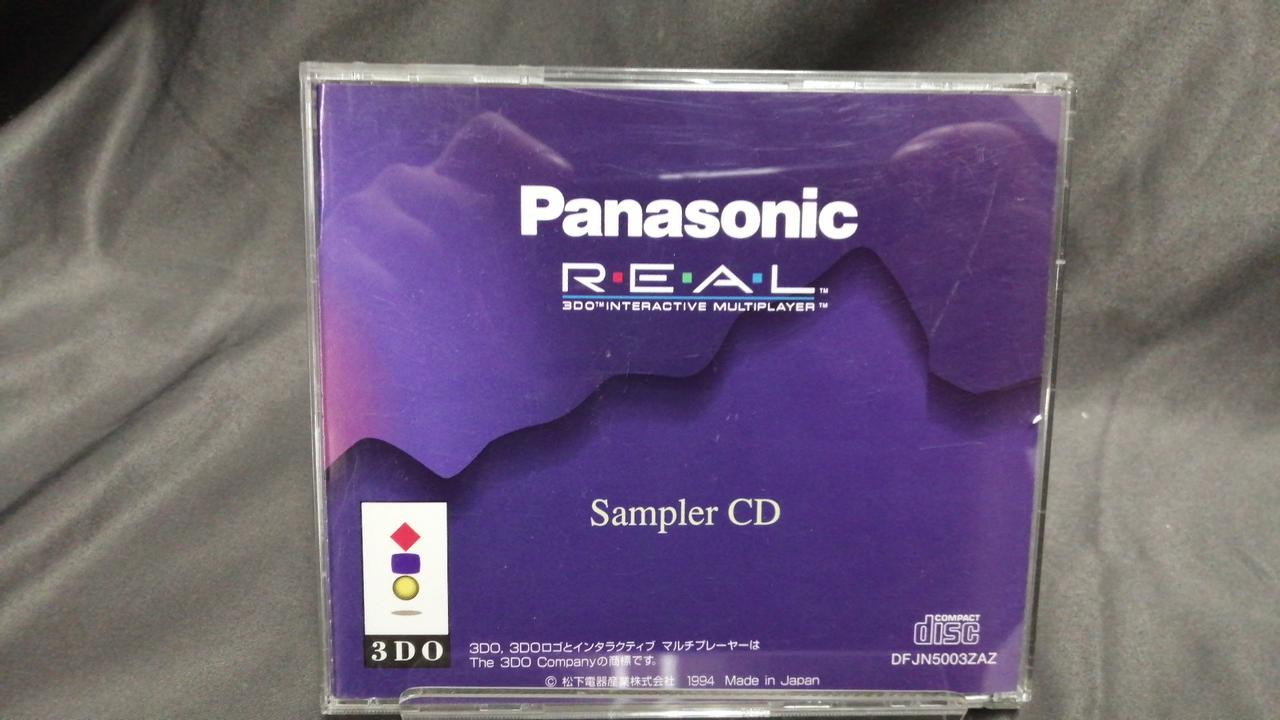 Panasonic
R·E·A·L™
3DO™ INTERACTIVE MULTIPLAYER™
Sampler CD
3DO
3DO, 3DOロゴとインタラクティブ マルチプレーヤーは
The 3DO Companyの商標です。
© 松下電器産業株式会社 1994 Made in Japan
COMPACT
disc
DFJN5003ZAZ